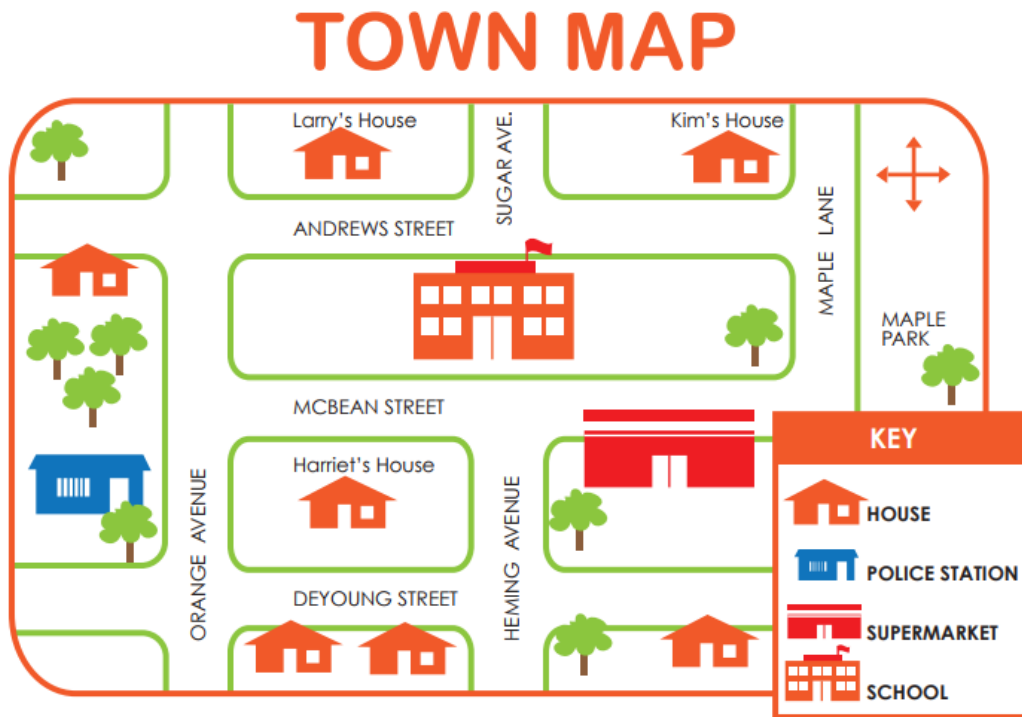 TOWN MAP
Larry's House
SUGAR AVE.
Kim's House
ANDREWS STREET
MAPLE LANE
MAPLE
PARK
MCBEAN STREET
KEY
Harriet's House
ORANGE AVENUE
HEMING AVENUE
HOUSE
POLICE STATION
DEYOUNG STREET
SUPERMARKET
SCHOOL